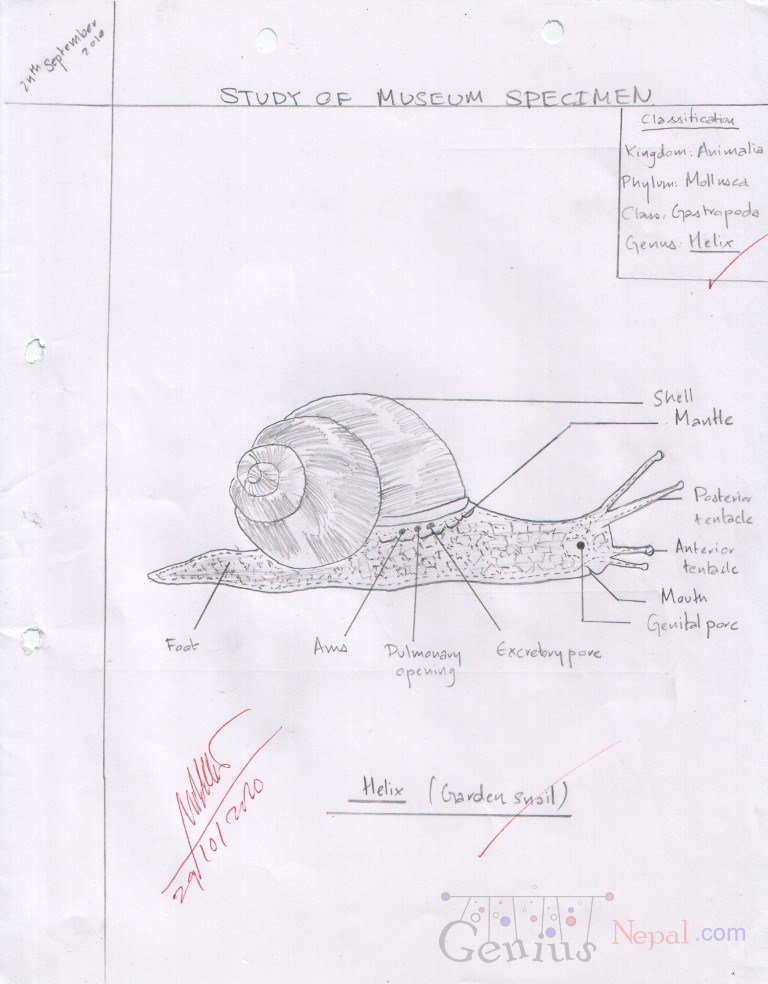 24th September
2010
STUDY OF MUSEUM SPECIMEN
Classification
Kingdom: Animalia
Phylum: Mollusca
Class: Gastropoda
Genus: Helix
Shell
Mantle
Posterior
tentacle
Anterior
tentacle
Mouth
Genital pore
Foot
Anus
Pulmonary
opening
Excretory pore
Helix (Garden snail)
29/10/2010
Genius Nepal.com